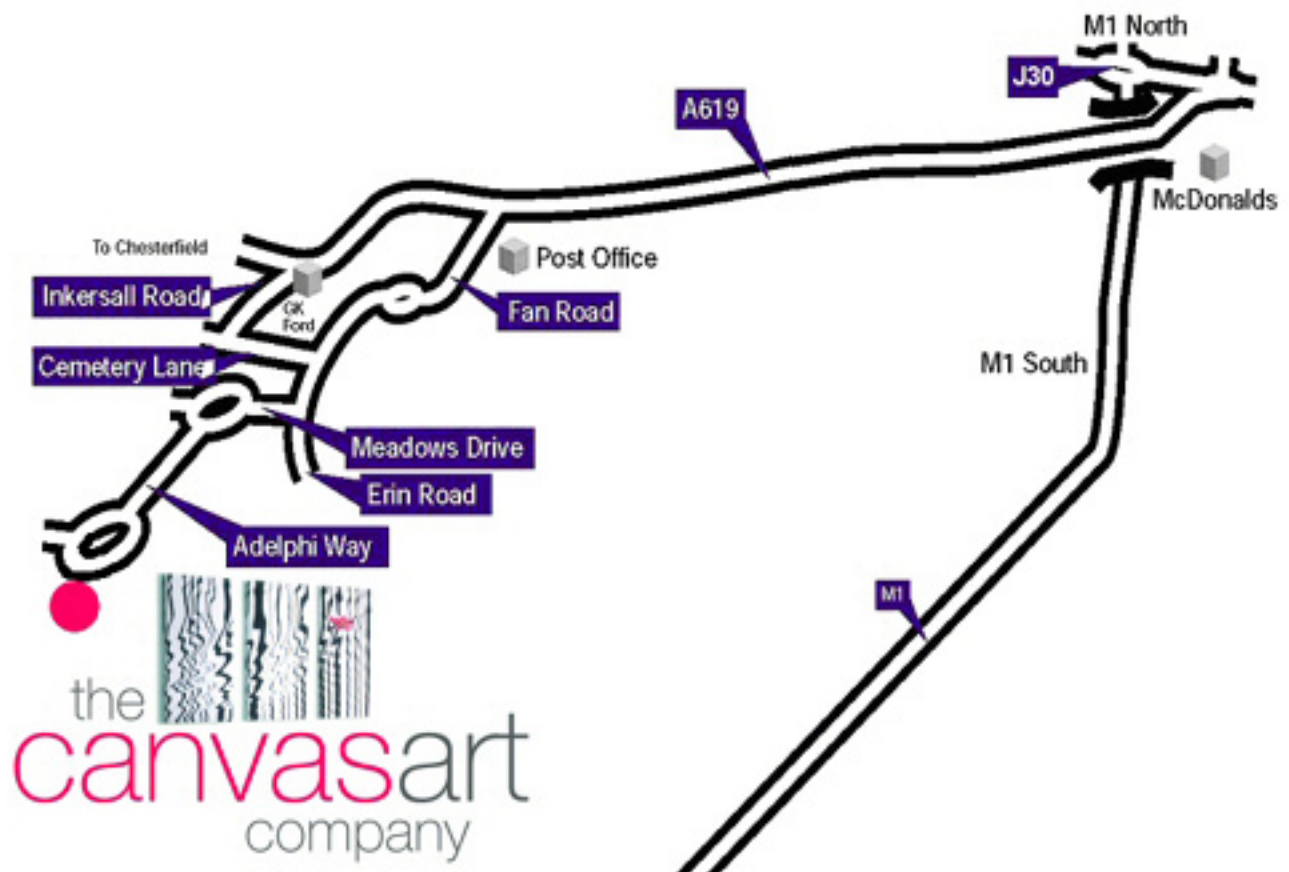 M1 North
J30
A619
McDonalds
To Chesterfield
Post Office
Inkersall Road
GK
Ford
Fan Road
Cemetery Lane
M1 South
Meadows Drive
Erin Road
Adelphi Way
M1
the
canvasart
company